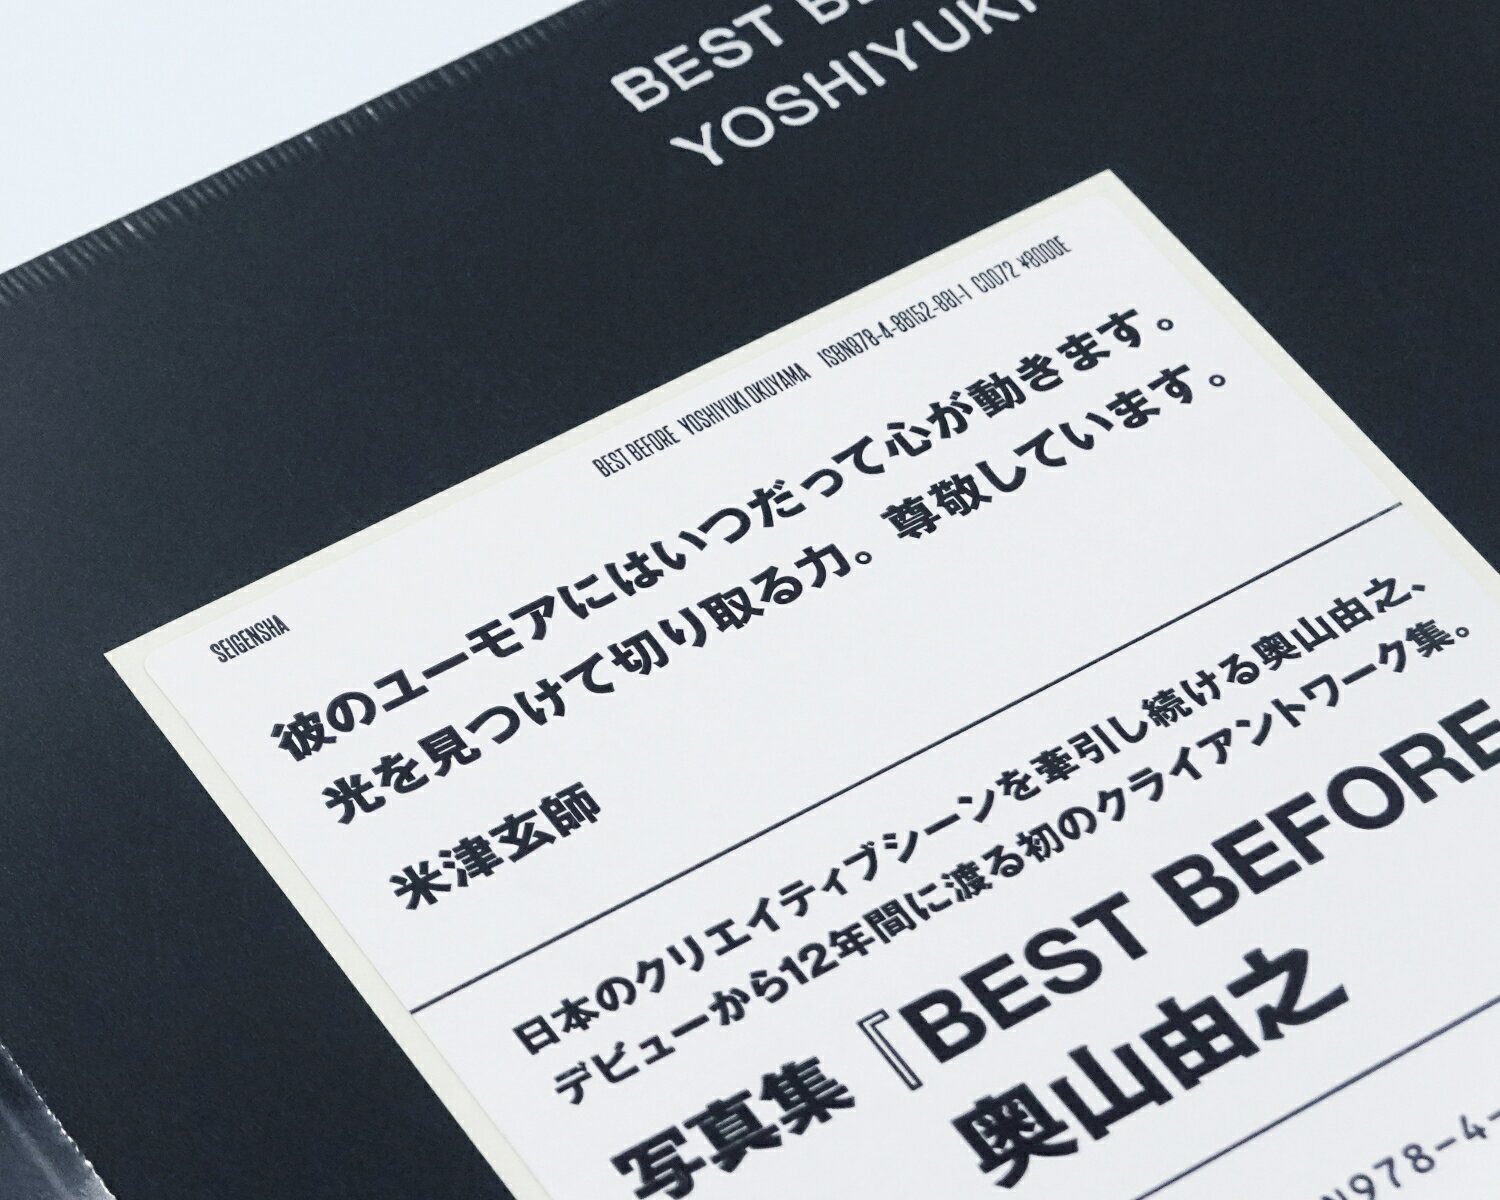 BEST BE
YOSHIYUKI
SEIGENSHA
BEST BEFORE YOSHIYUKI OKUYAMA ISBN978-4-86152-881-1 C0072 ¥8000E
彼のユーモアにはいつだって心が動きます。
光を見つけて切り取る力。尊敬しています。
米津玄師
日本のクリエイティブシーンを牽引し続ける奥山由之、
デビューから12年間に渡る初のクライアントワーク集。
写真集『BEST BEFORE
奥山由之
N978-4-